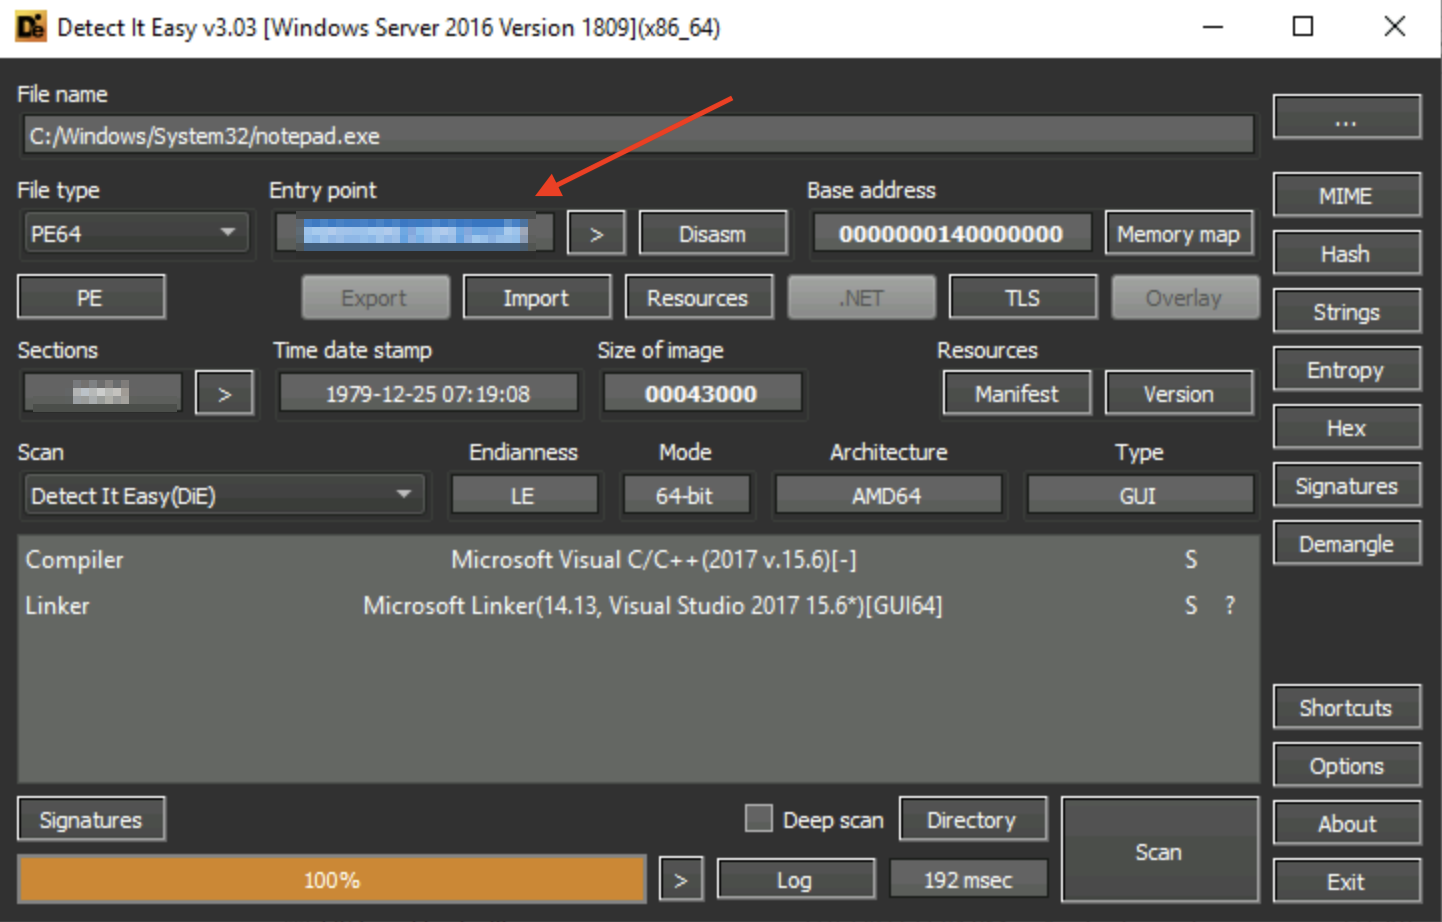 Detect It Easy v3.03 [Windows Server 2016 Version 1809](x86_64)
File name
C:/Windows/System32/notepad.exe
...
File type
Entry point
Base address
MIME
PE64
>
Disasm
0000000140000000
Memory map
Hash
PE
Export
Import
Resources
.NET
TLS
Overlay
Strings
Sections
Time date stamp
Size of image
Resources
>
1979-12-25 07:19:08
00043000
Manifest
Version
Entropy
Hex
Scan
Endianness
Mode
Architecture
Type
Detect It Easy(DiE)
LE
64-bit
AMD64
GUI
Signatures
Compiler
Microsoft Visual C/C++(2017 v.15.6)[-]
S
Demangle
Linker
Microsoft Linker(14.13, Visual Studio 2017 15.6*)[GUI64]
S ?
Shortcuts
Options
Signatures
Deep scan
Directory
Scan
About
100%
>
Log
192 msec
Exit